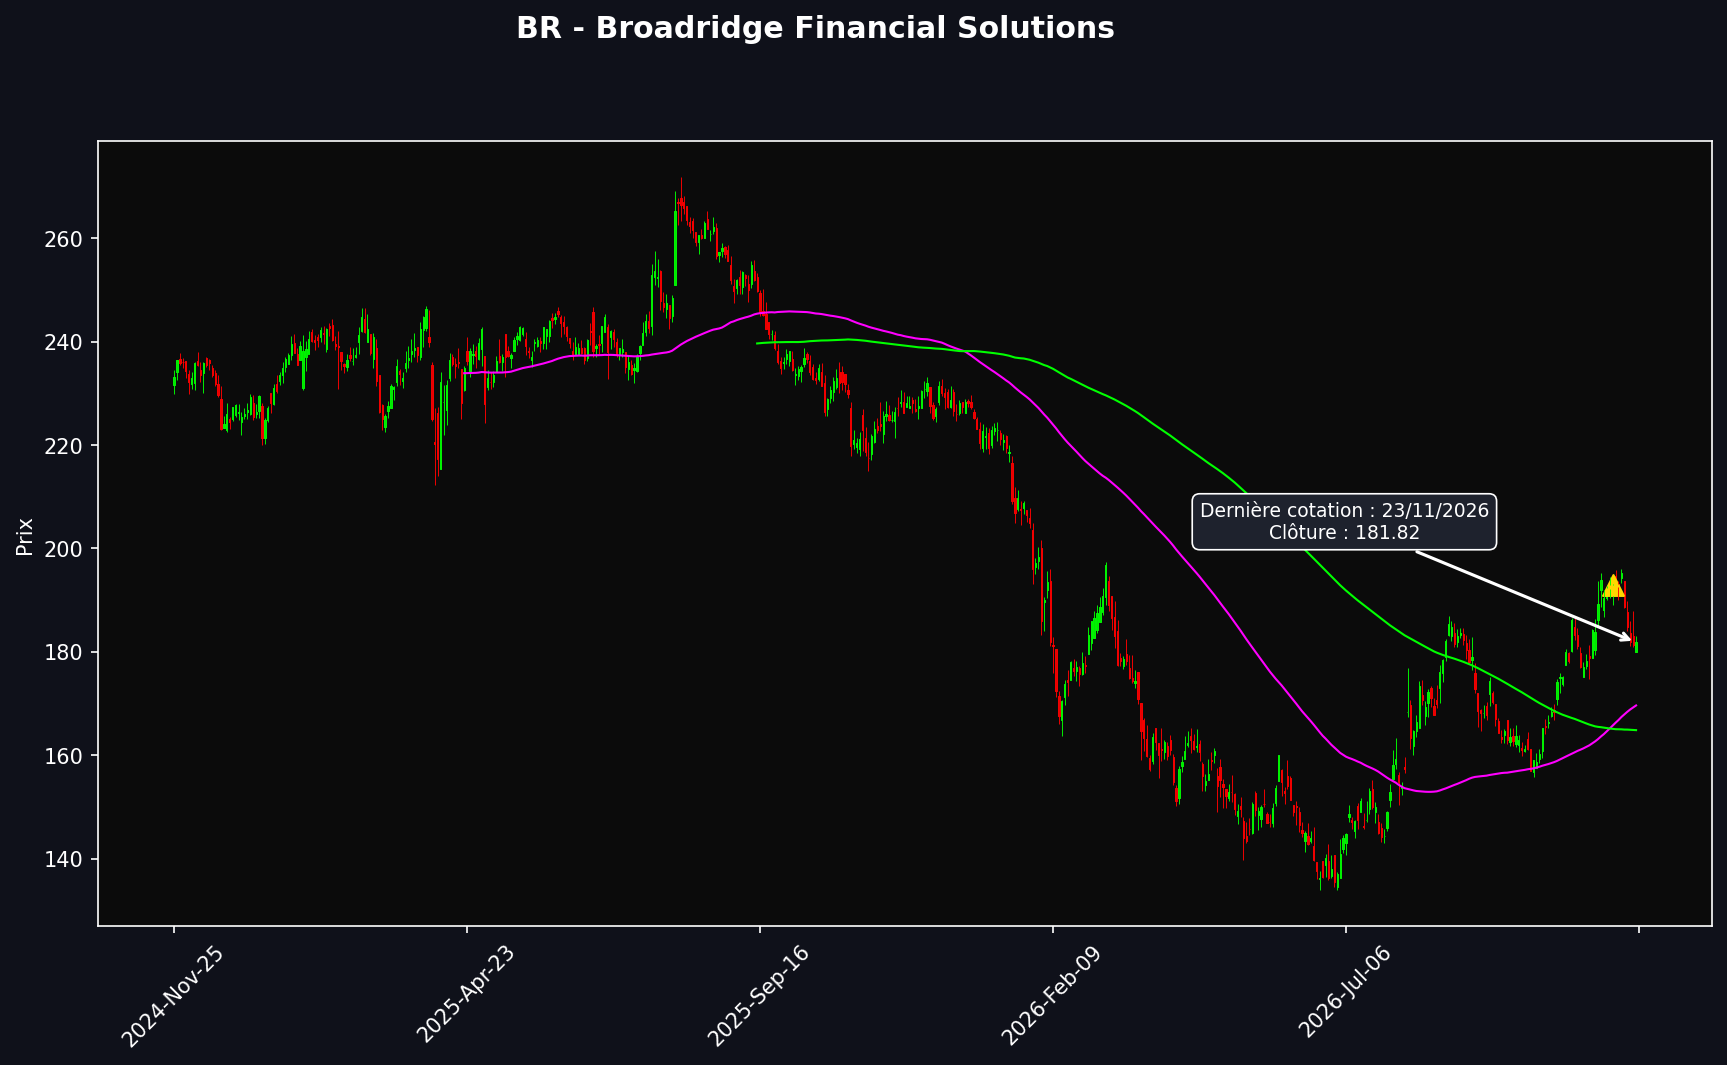 BR - Broadridge Financial Solutions
Prix
260
240
220
200
180
160
140
Dernière cotation : 23/11/2026
Clôture : 181.82
2024-Nov-25
2025-Apr-23
2025-Sep-16
2026-Feb-09
2026-Jul-06